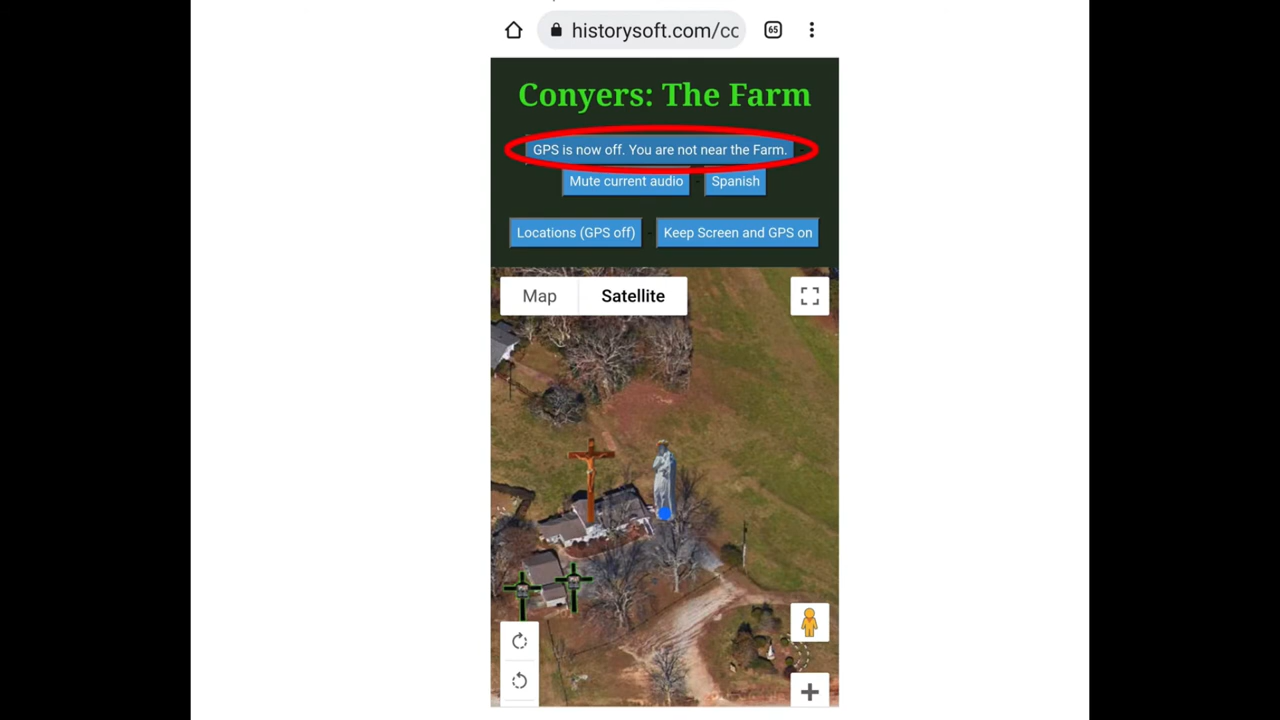 historysoft.com/cc
65
Conyers: The Farm
GPS is now off. You are not near the Farm. -
Mute current audio - Spanish
Locations (GPS off) - Keep Screen and GPS on
Map Satellite